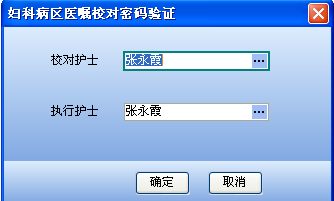 妇科病区医嘱校对密码验证
校对护士 张永霞 ...
执行护士 张永霞 ...
确定 取消